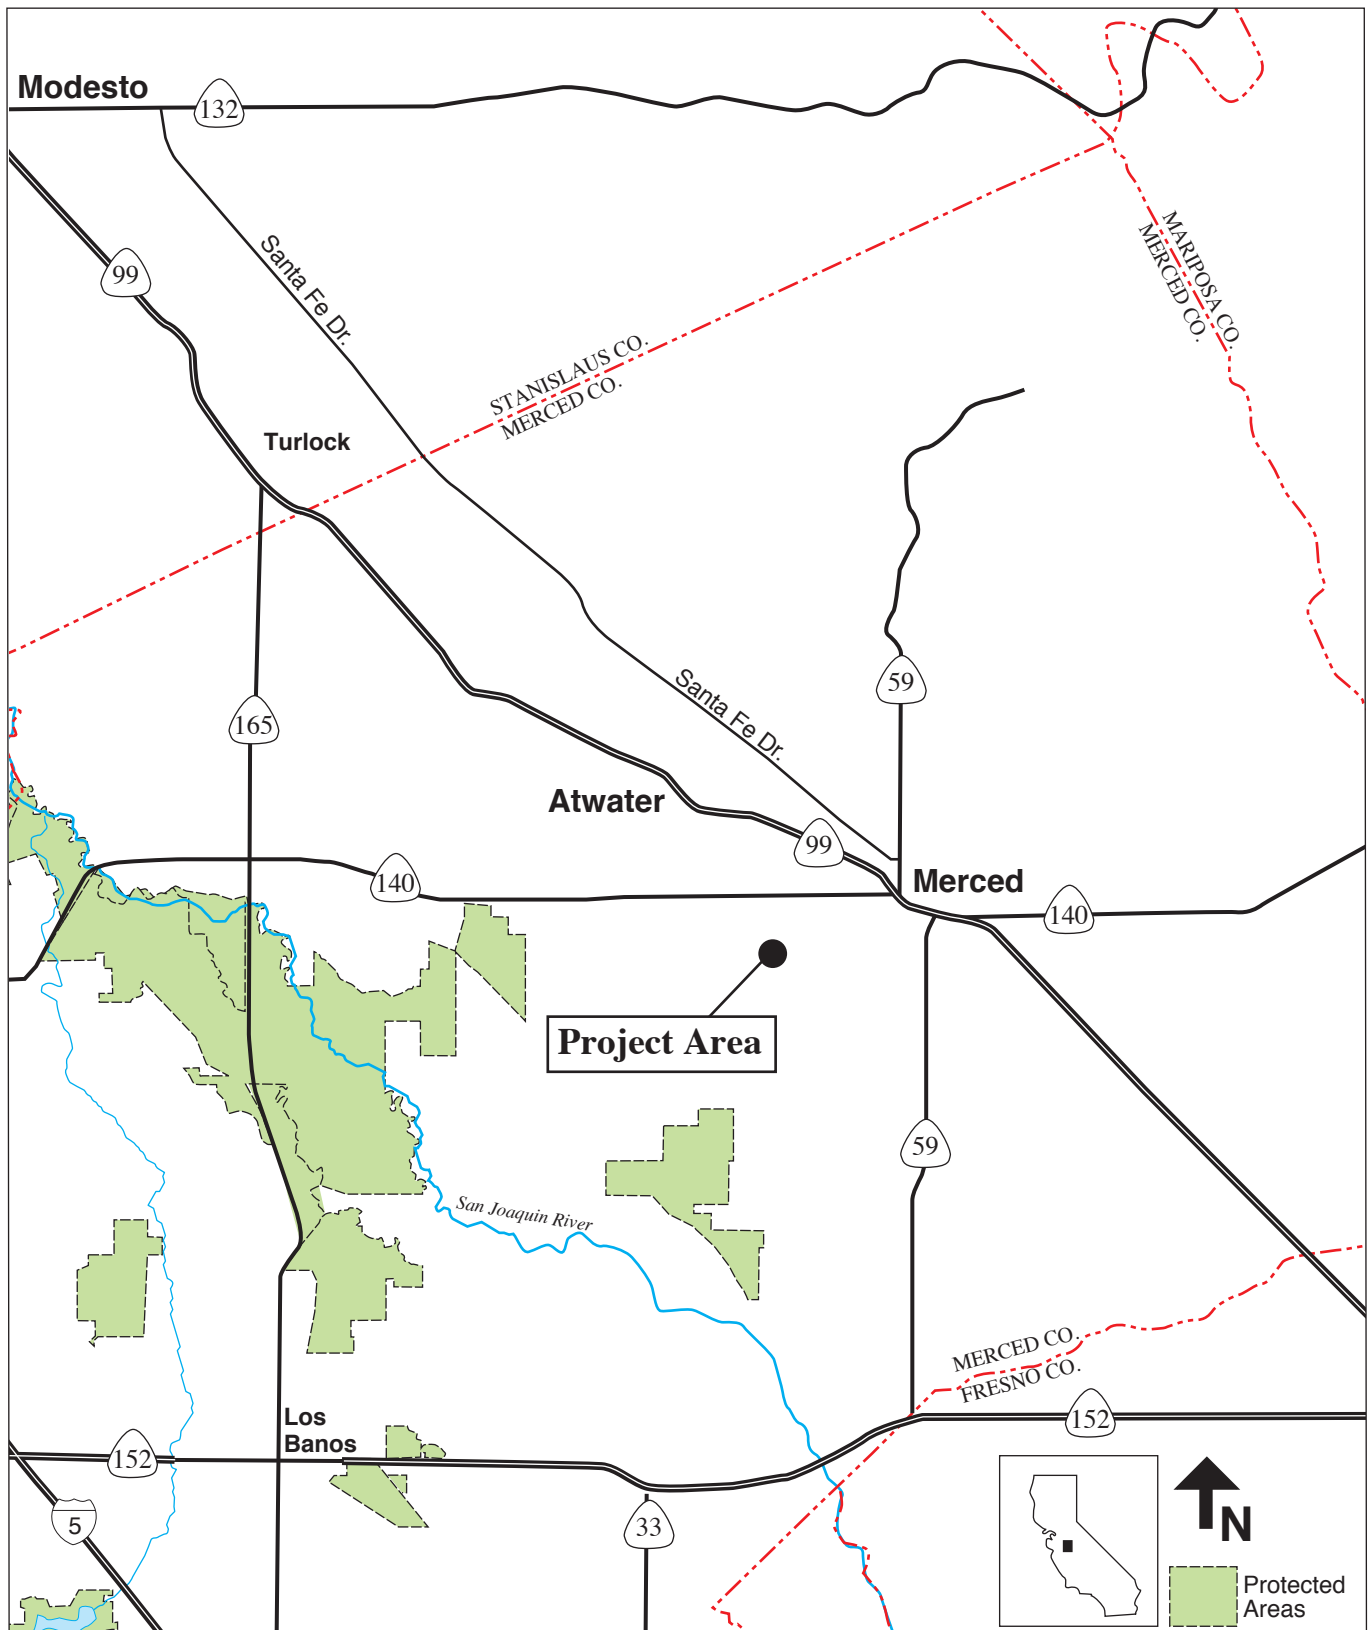 Modesto
132
99
Santa Fe Dr.
MARIPOSA CO.
MERCED CO.
STANISLAUS CO.
MERCED CO.
Turlock
59
Santa Fe Dr.
165
Atwater
99
Merced
140
140
Project Area
59
San Joaquin River
MERCED CO.
FRESNO CO.
Los
Banos
152
152
5
33
N
Protected
Areas